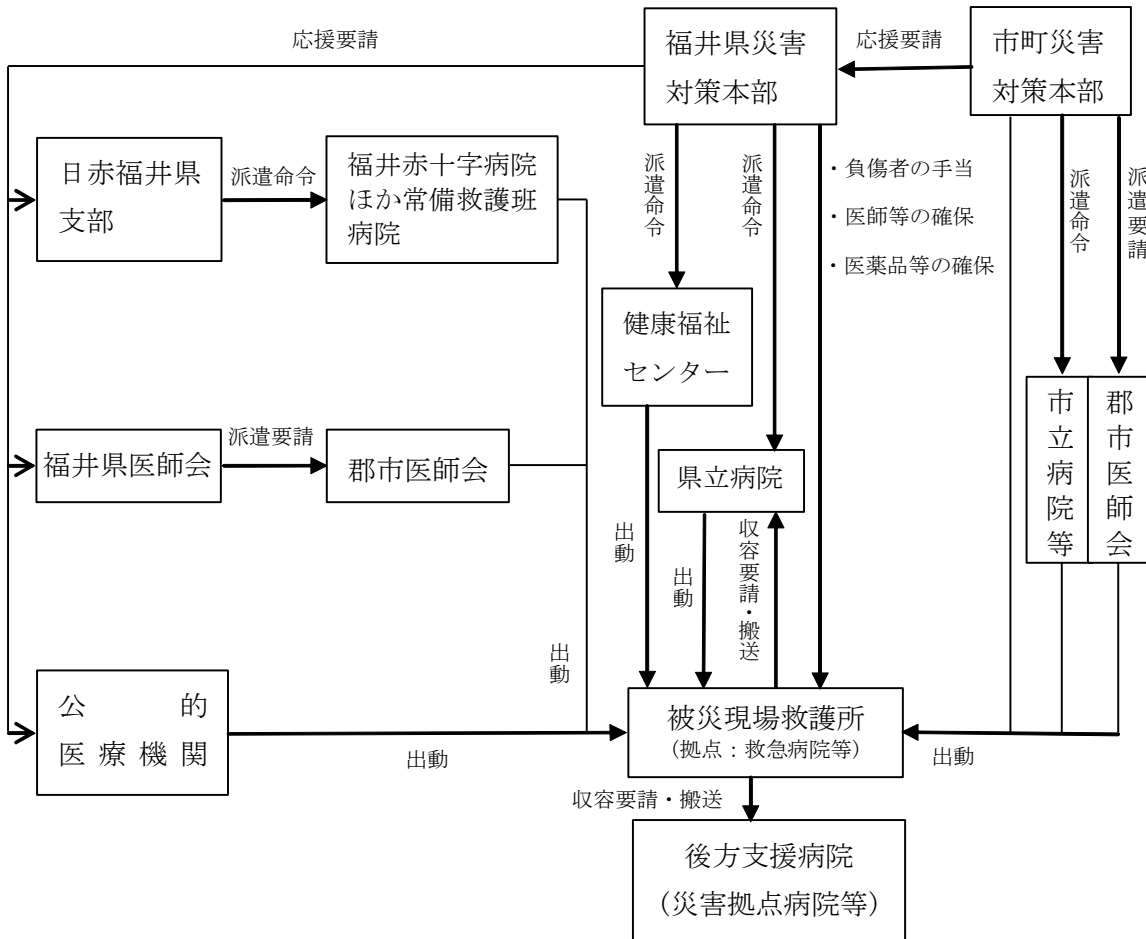 応援要請
福井県災害
対策本部
応援要請
市町災害
対策本部
日赤福井県
支部
派遣命令
福井赤十字病院
ほか常備救護班
病院
派遣命令
派遣命令
・負傷者の手当
・医師等の確保
・医薬品等の確保
派遣命令
派遣要請
健康福祉
センター
市立病院等
郡市医師会
福井県医師会
派遣要請
郡市医師会
県立病院
出動
出動
収容要請・搬送
出動
公的
医療機関
出動
被災現場救護所
(拠点：救急病院等)
出動
収容要請・搬送
後方支援病院
(災害拠点病院等)